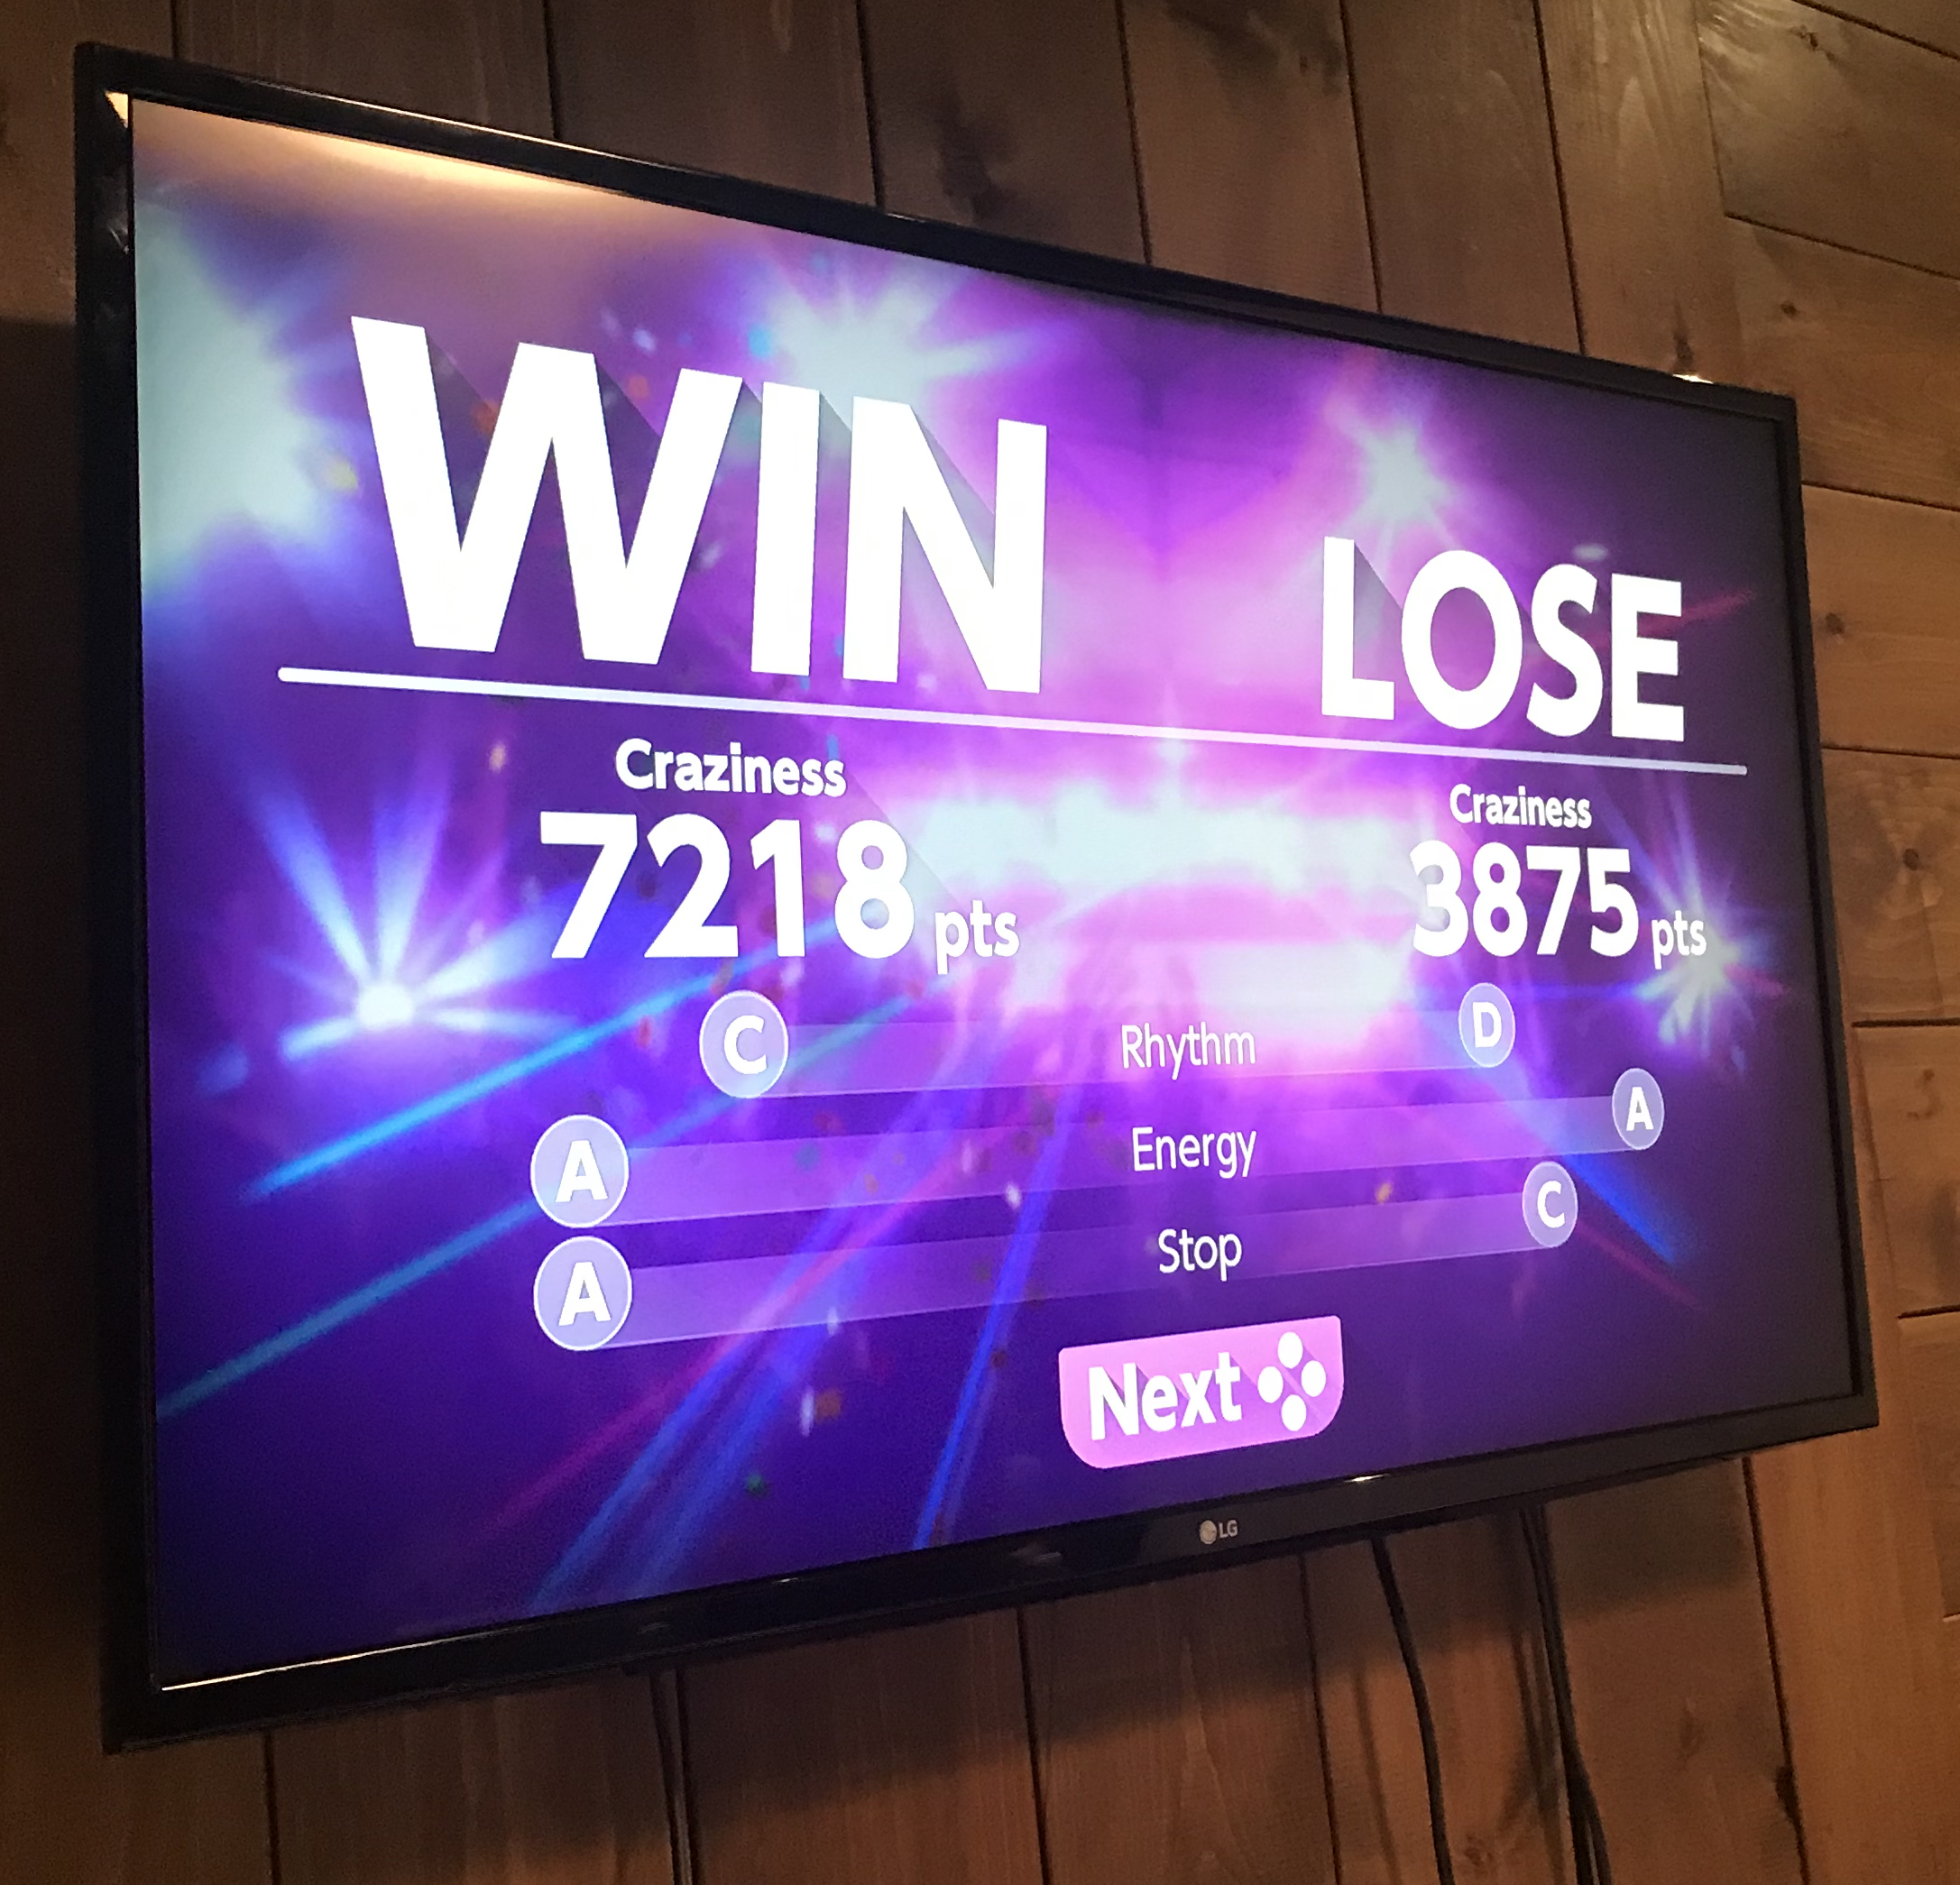 WIN LOSE
Craziness Craziness
7218 pts 3875 pts
C Rhythm D
A Energy A
A Stop C
Next
LG